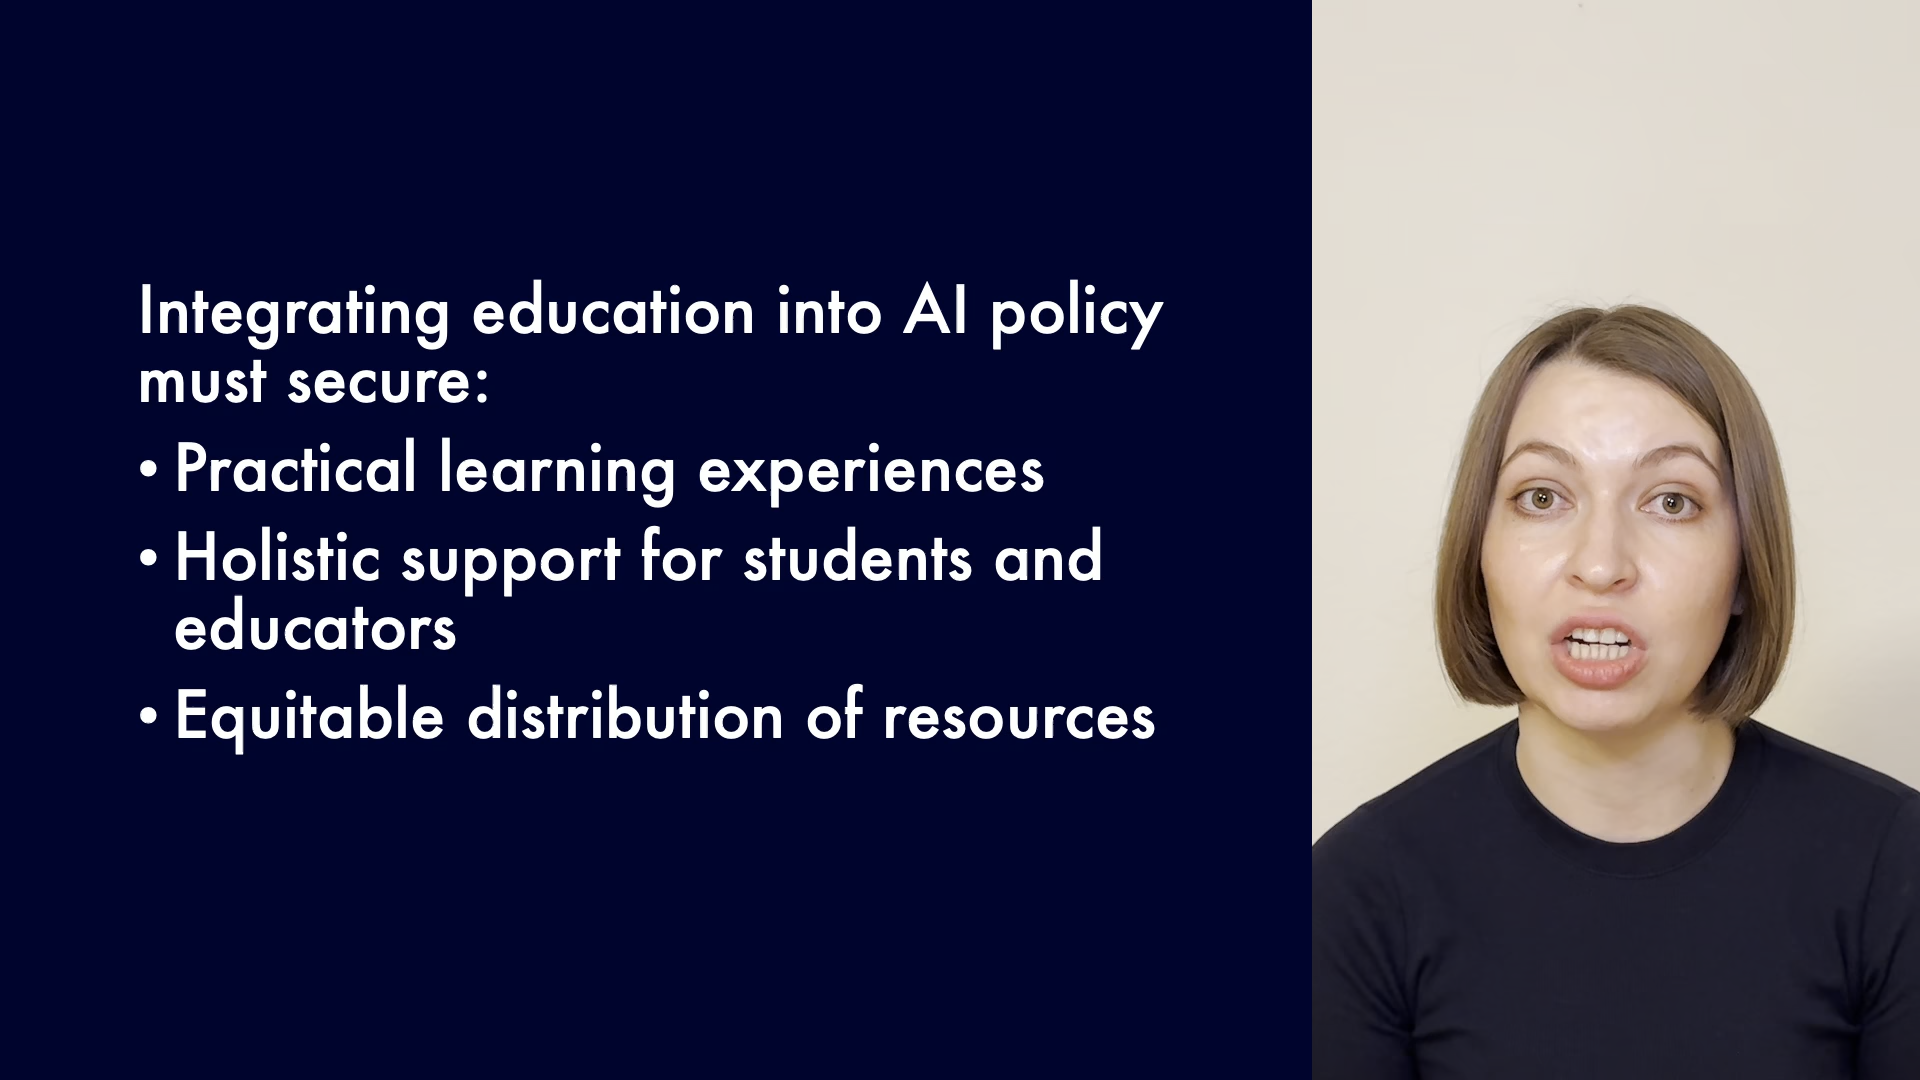 Integrating education into AI policy
must secure:
• Practical learning experiences
• Holistic support for students and
educators
• Equitable distribution of resources